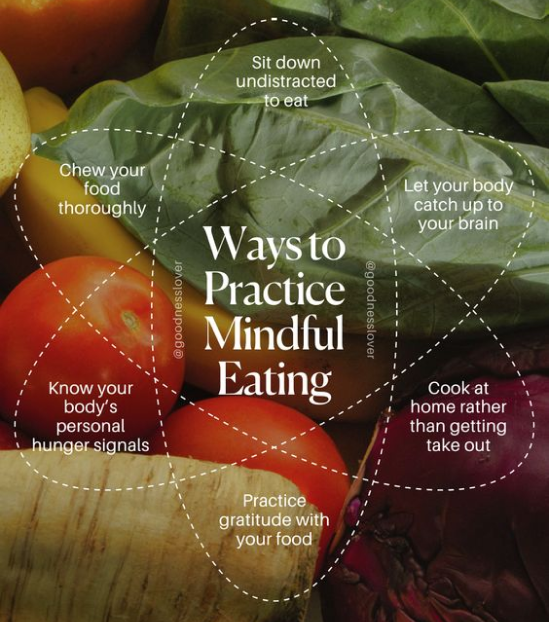 Sit down
undistracted
to eat
Chew your
food
thoroughly
Let your body
catch up to
your brain
Ways to
Practice
Mindful
Eating
@goodnesslover
@goodnesslover
Know your
body's
personal
hunger signals
Cook at
home rather
than getting
take out
Practice
gratitude with
your food